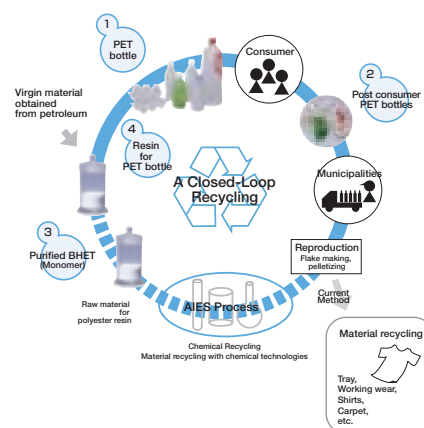 1
PET
bottle
Consumer
2
Post consumer
PET bottles
Virgin material
obtained
from petroleum
4
Resin
for
PET bottle
A Closed-Loop
Recycling
Municipalities
3
Purified BHET
(Monomer)
Reproduction
Flake making,
pelletizing
Current
Method
Raw material
for
polyester resin
AIES Process
Chemical Recycling
Material recycling with chemical technologies
Material recycling
Tray,
Working wear,
Shirts,
Carpet,
etc.